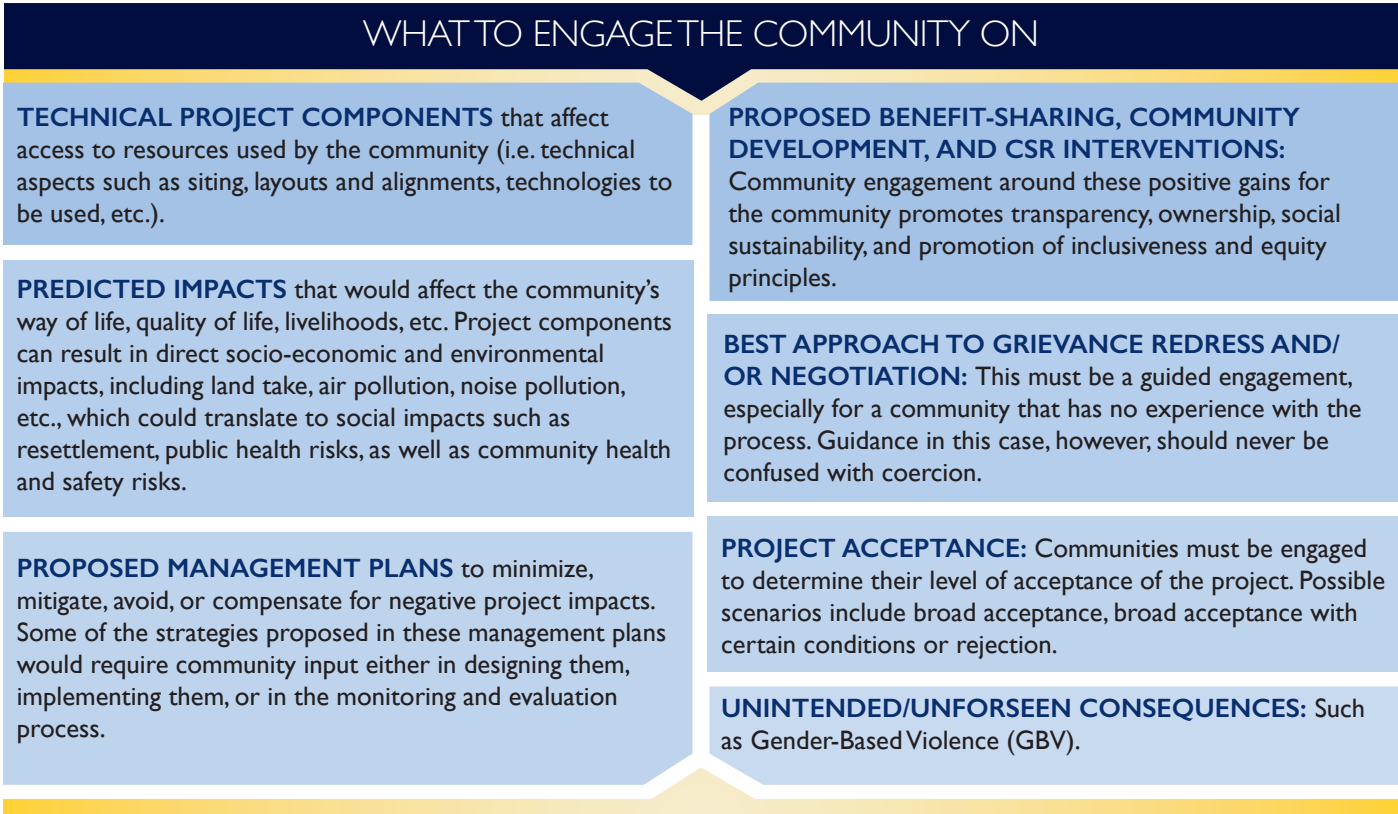 WHAT TO ENGAGE THE COMMUNITY ON
TECHNICAL PROJECT COMPONENTS that affect
access to resources used by the community (i.e. technical
aspects such as siting, layouts and alignments, technologies to
be used, etc.).
PREDICTED IMPACTS that would affect the community’s
way of life, quality of life, livelihoods, etc. Project components
can result in direct socio-economic and environmental
impacts, including land take, air pollution, noise pollution,
etc., which could translate to social impacts such as
resettlement, public health risks, as well as community health
and safety risks.
PROPOSED MANAGEMENT PLANS to minimize,
mitigate, avoid, or compensate for negative project impacts.
Some of the strategies proposed in these management plans
would require community input either in designing them,
implementing them, or in the monitoring and evaluation
process.
PROPOSED BENEFIT-SHARING, COMMUNITY
DEVELOPMENT, AND CSR INTERVENTIONS:
Community engagement around these positive gains for
the community promotes transparency, ownership, social
sustainability, and promotion of inclusiveness and equity
principles.
BEST APPROACH TO GRIEVANCE REDRESS AND/
OR NEGOTIATION: This must be a guided engagement,
especially for a community that has no experience with the
process. Guidance in this case, however, should never be
confused with coercion.
PROJECT ACCEPTANCE: Communities must be engaged
to determine their level of acceptance of the project. Possible
scenarios include broad acceptance, broad acceptance with
certain conditions or rejection.
UNINTENDED/UNFORSEEN CONSEQUENCES: Such
as Gender-Based Violence (GBV).